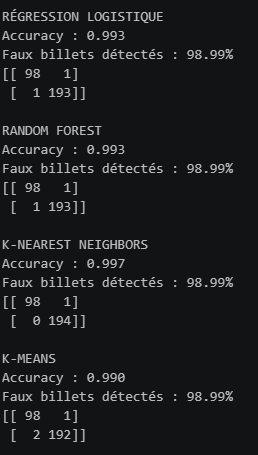 RÉGRESSION LOGISTIQUE
Accuracy : 0.993
Faux billets détectés : 98.99%
[[ 98   1]
 [  1 193]]

RANDOM FOREST
Accuracy : 0.993
Faux billets détectés : 98.99%
[[ 98   1]
 [  1 193]]

K-NEAREST NEIGHBORS
Accuracy : 0.997
Faux billets détectés : 98.99%
[[ 98   1]
 [  0 194]]

K-MEANS
Accuracy : 0.990
Faux billets détectés : 98.99%
[[ 98   1]
 [  2 192]]